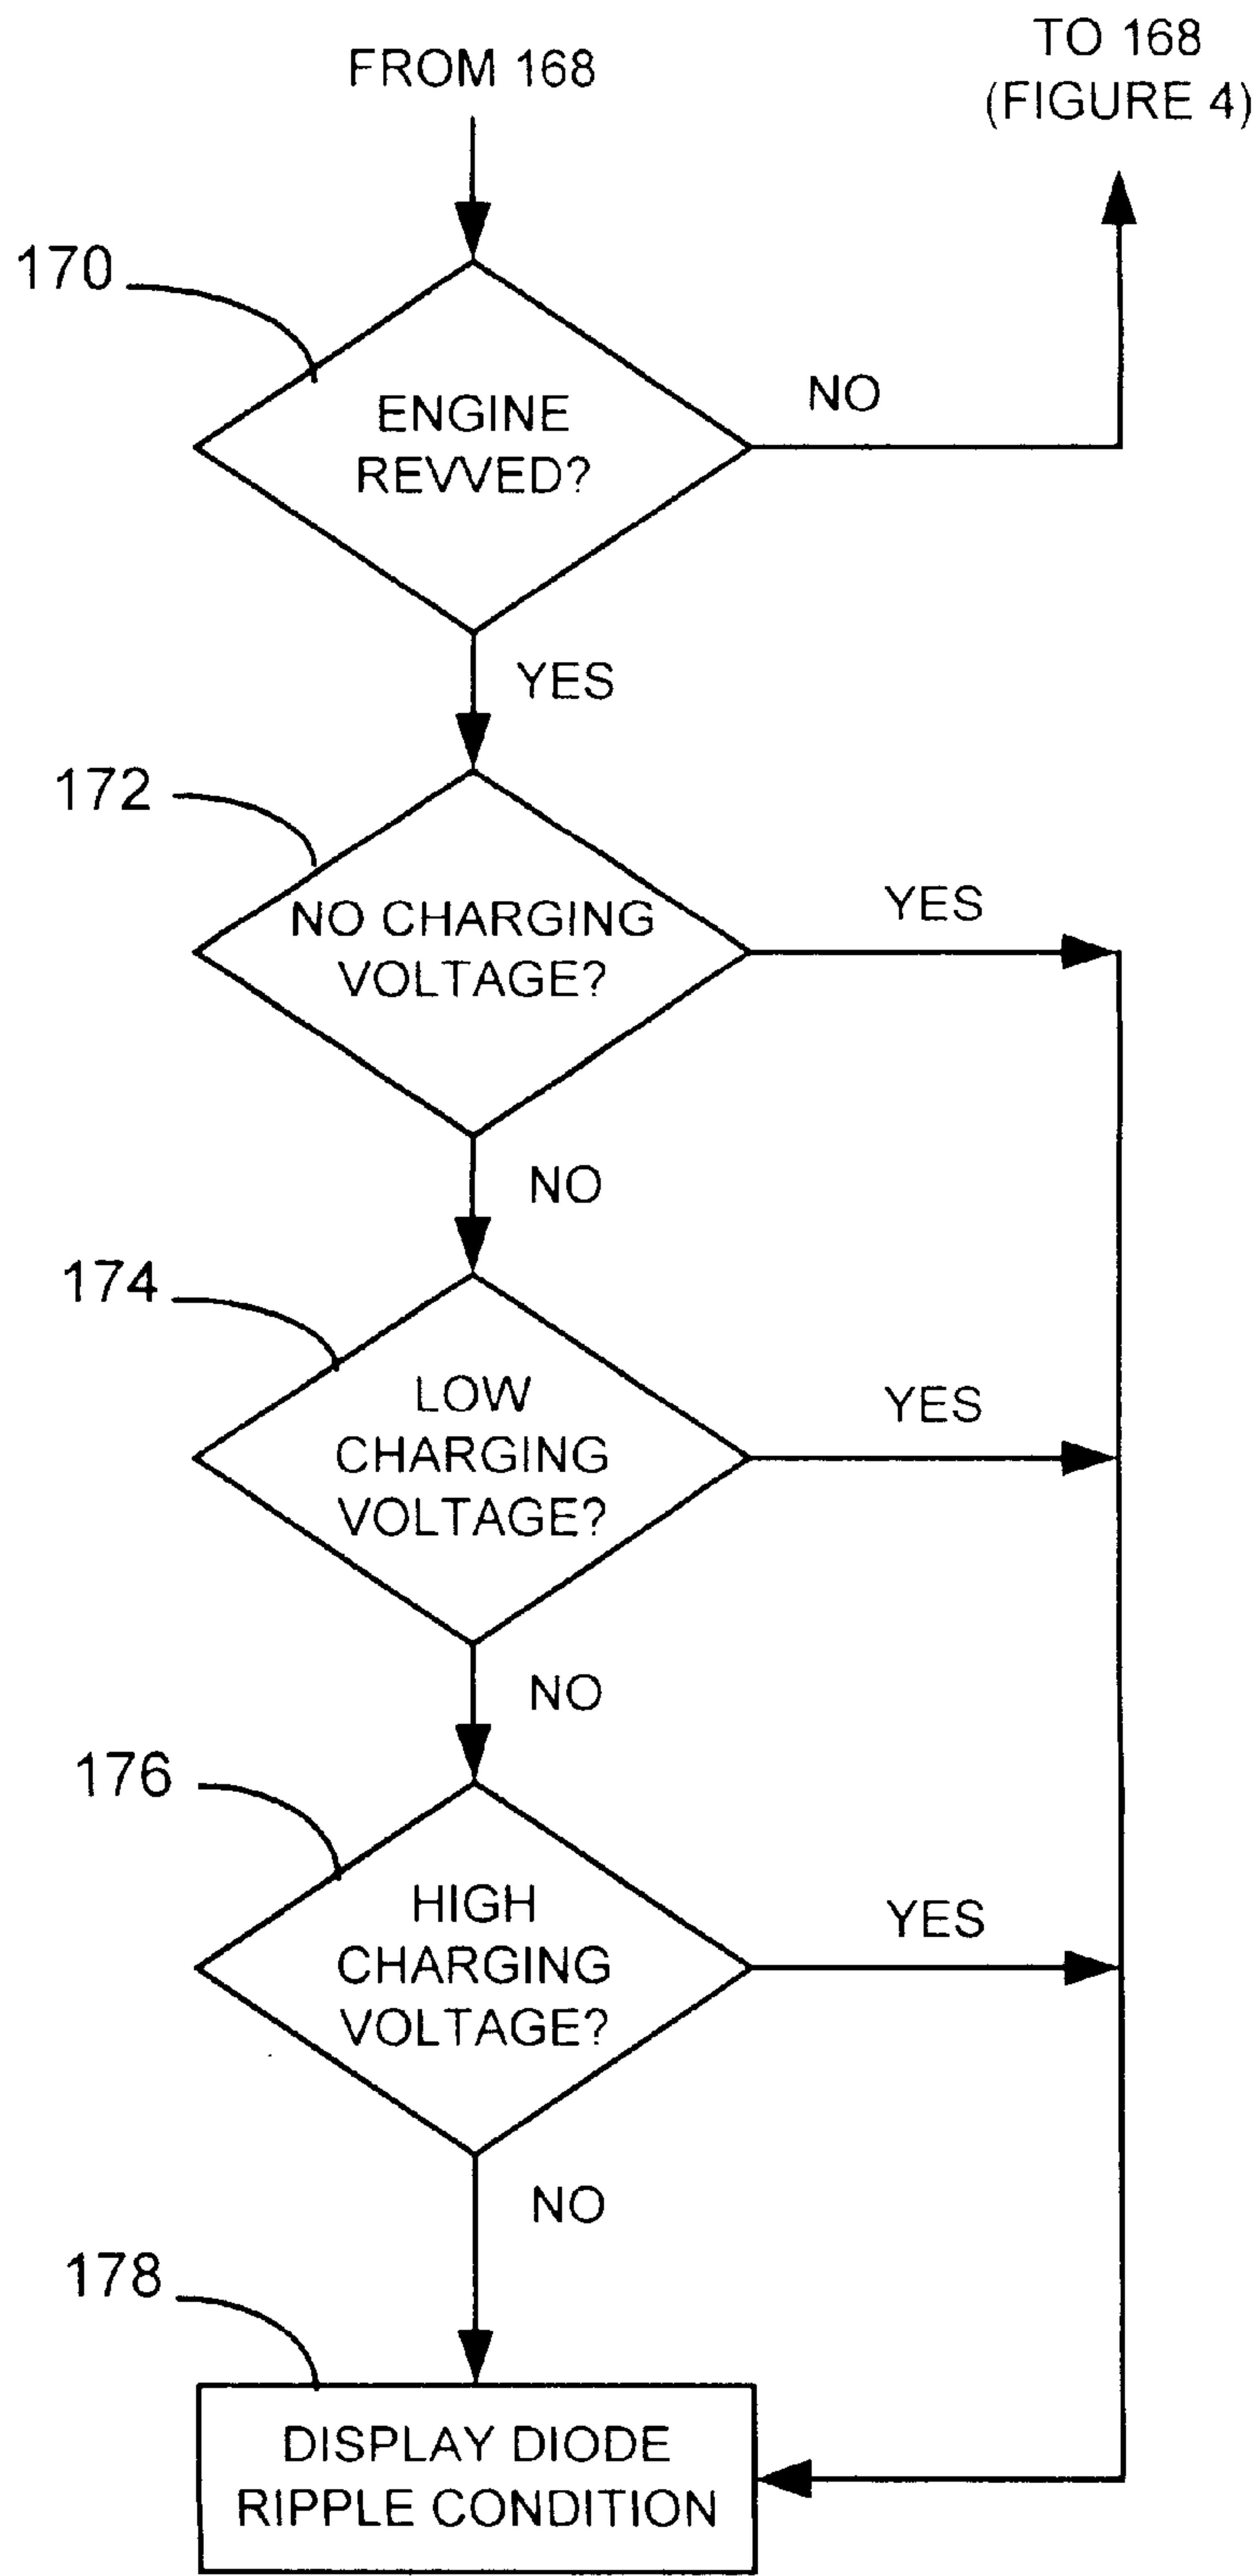 FROM 168
TO 168
(FIGURE 4)
170
ENGINE
REVVED?
NO
YES
172
NO CHARGING
VOLTAGE?
YES
NO
174
LOW
CHARGING
VOLTAGE?
YES
NO
176
HIGH
CHARGING
VOLTAGE?
YES
NO
178
DISPLAY DIODE
RIPPLE CONDITION